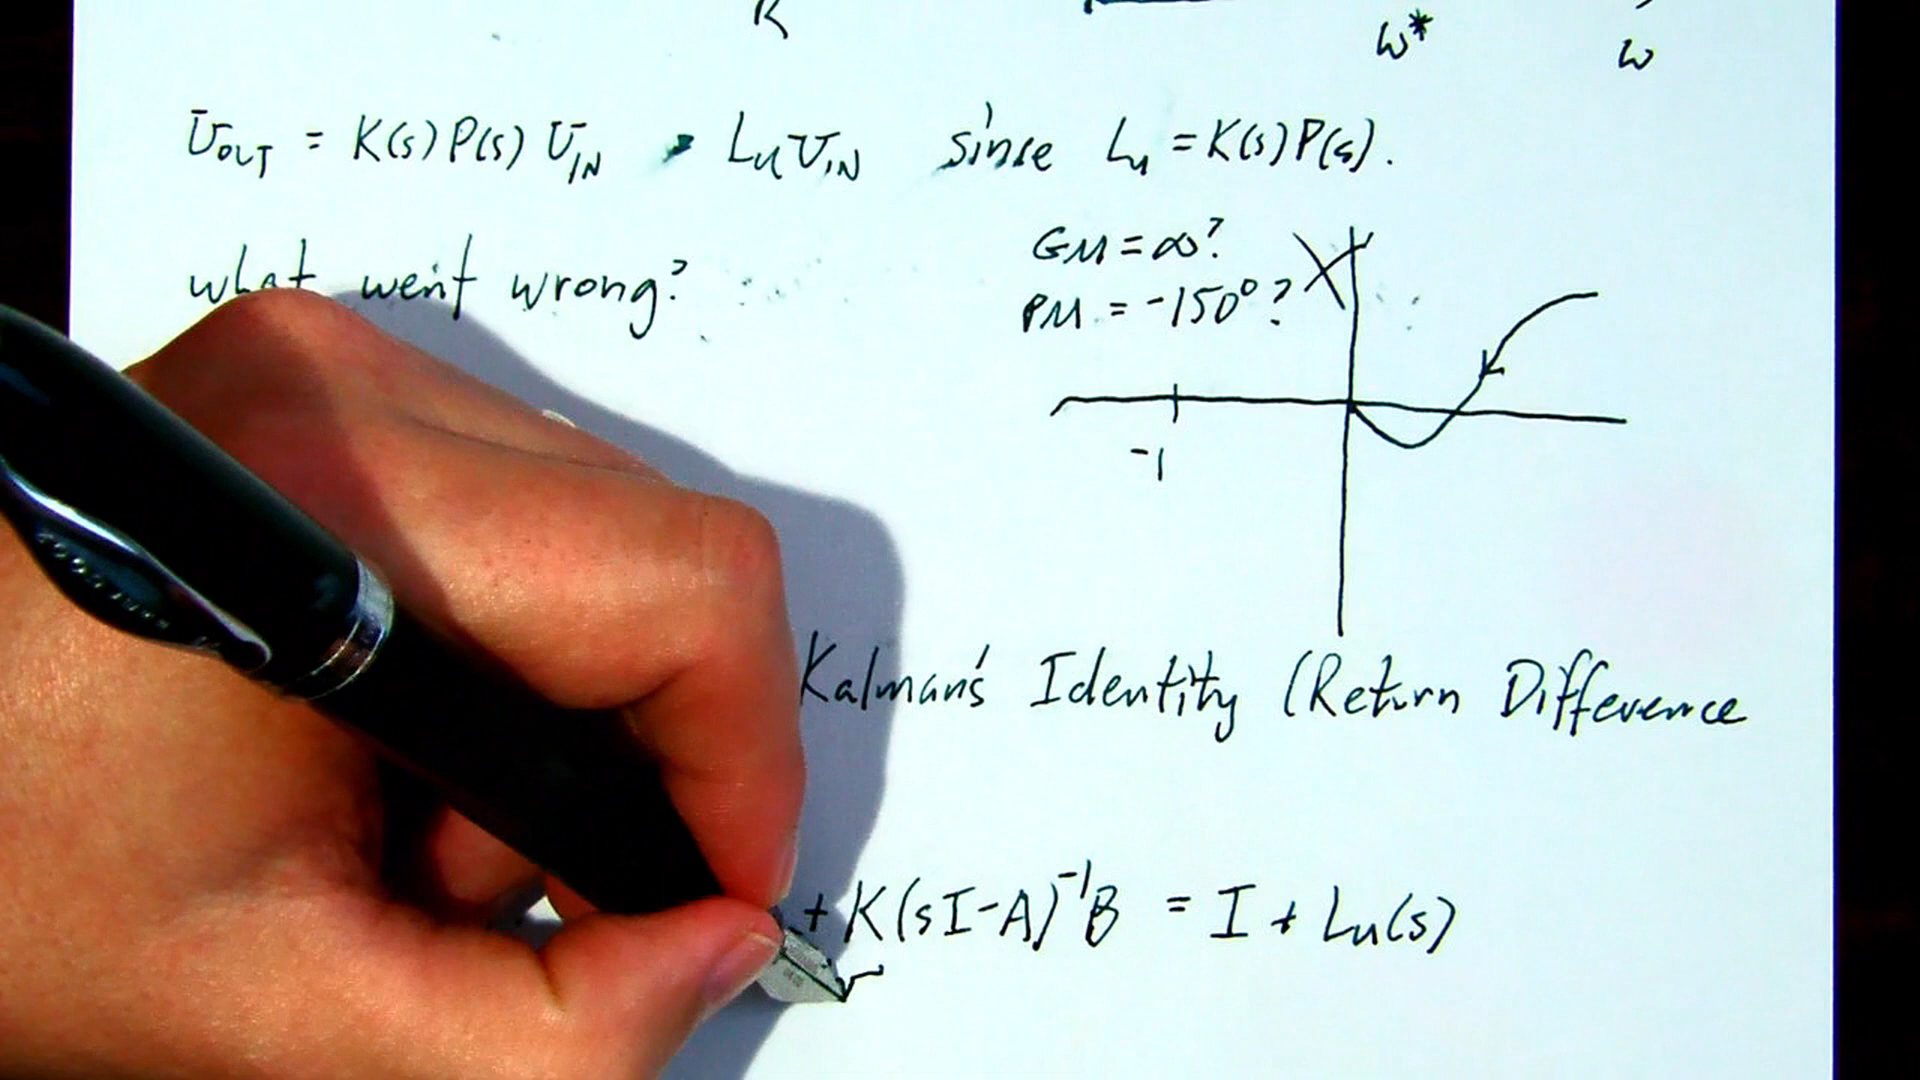 K
ω*
ω
U_OUT = K(s)P(s) U_IN = L_u U_IN since L_u = K(s)P(s).
what went wrong?
GM = ∞?
PM = -150° ?
-1
Kalman's Identity (Return Difference
+ K(sI-A)⁻¹B = I + L_u(s)